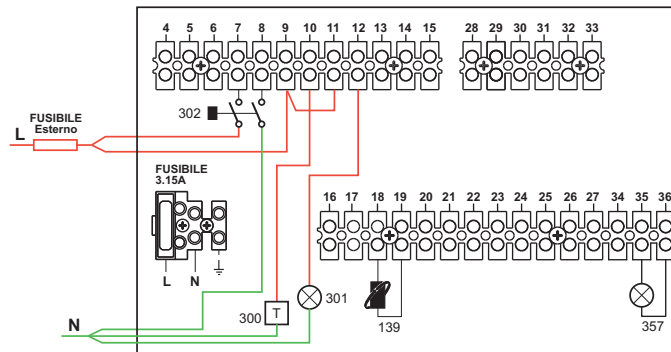 4 5 6 7 8 9 10 11 12 13 14 15
28 29 30 31 32 33
302
FUSIBILE
Esterno
L
FUSIBILE
3.15A
16 17 18 19 20 21 22 23 24 25 26 27 34 35 36
L N
N
300 T
301
139
357